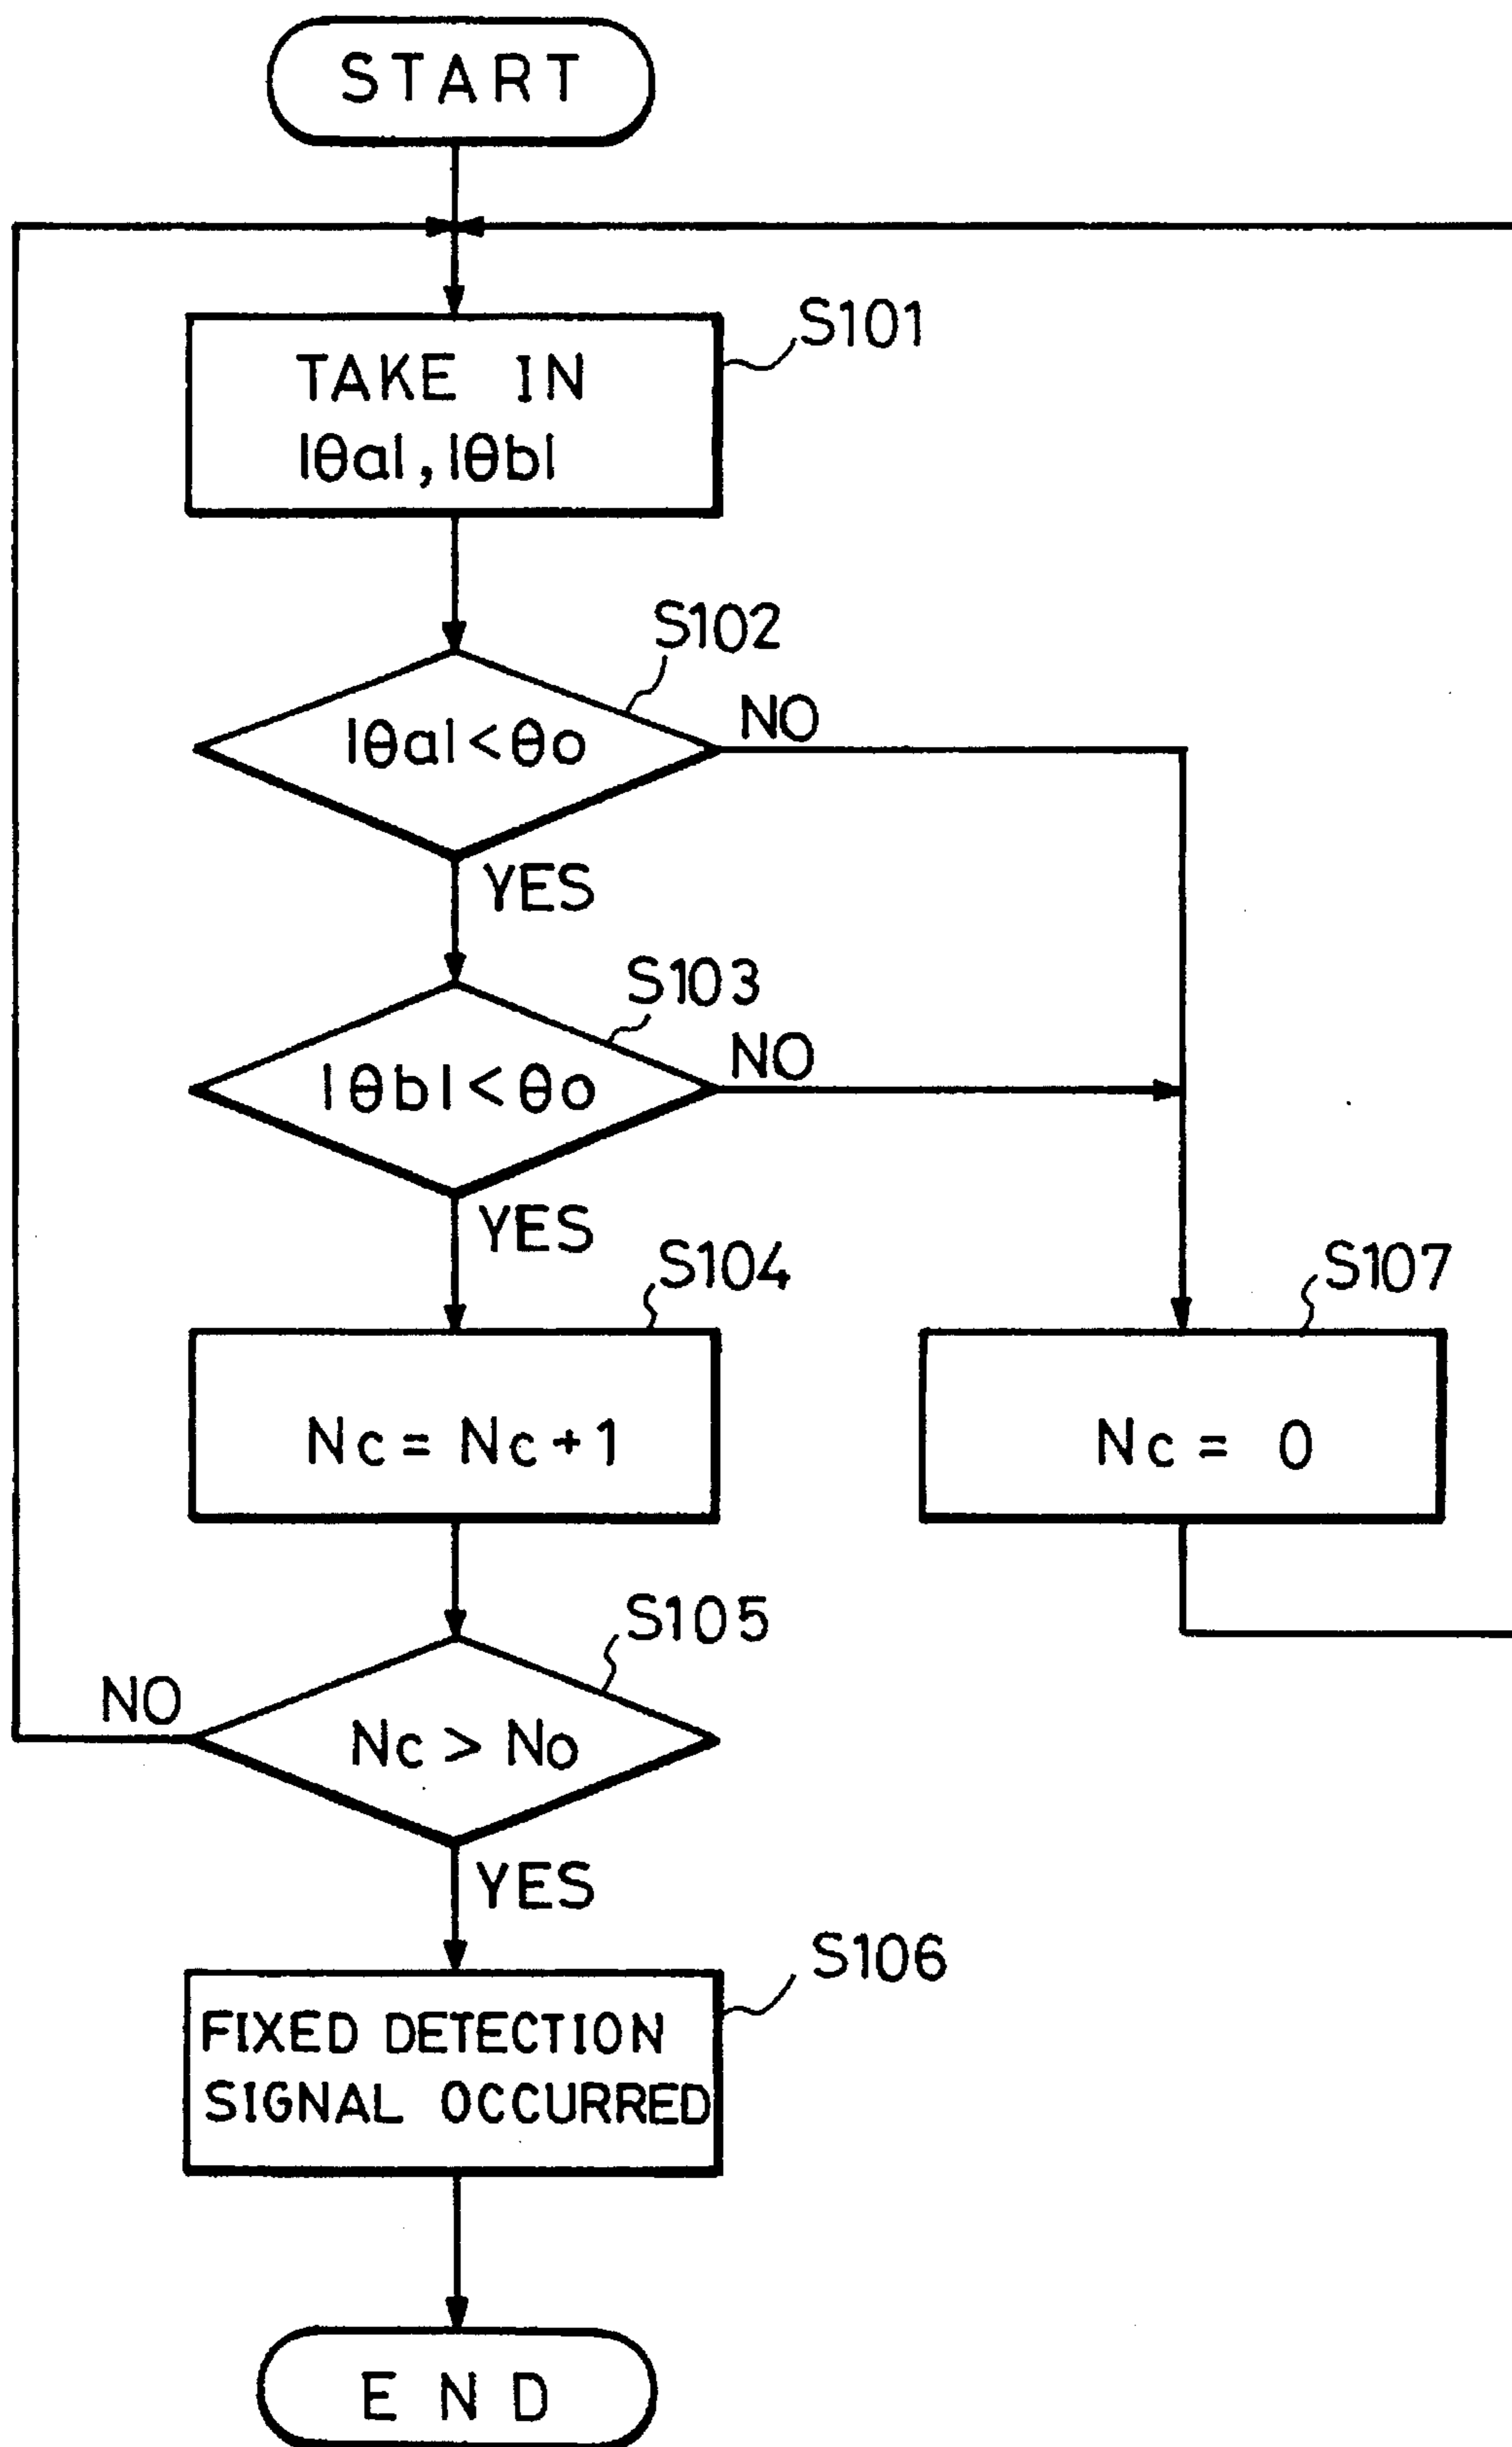 START
S101
TAKE IN
|θa|, |θb|
S102
|θa| < θo
NO
YES
S103
|θb| < θo
NO
YES
S104
Nc = Nc + 1
S107
Nc = 0
S105
NO
Nc > No
YES
S106
FIXED DETECTION
SIGNAL OCCURRED
END